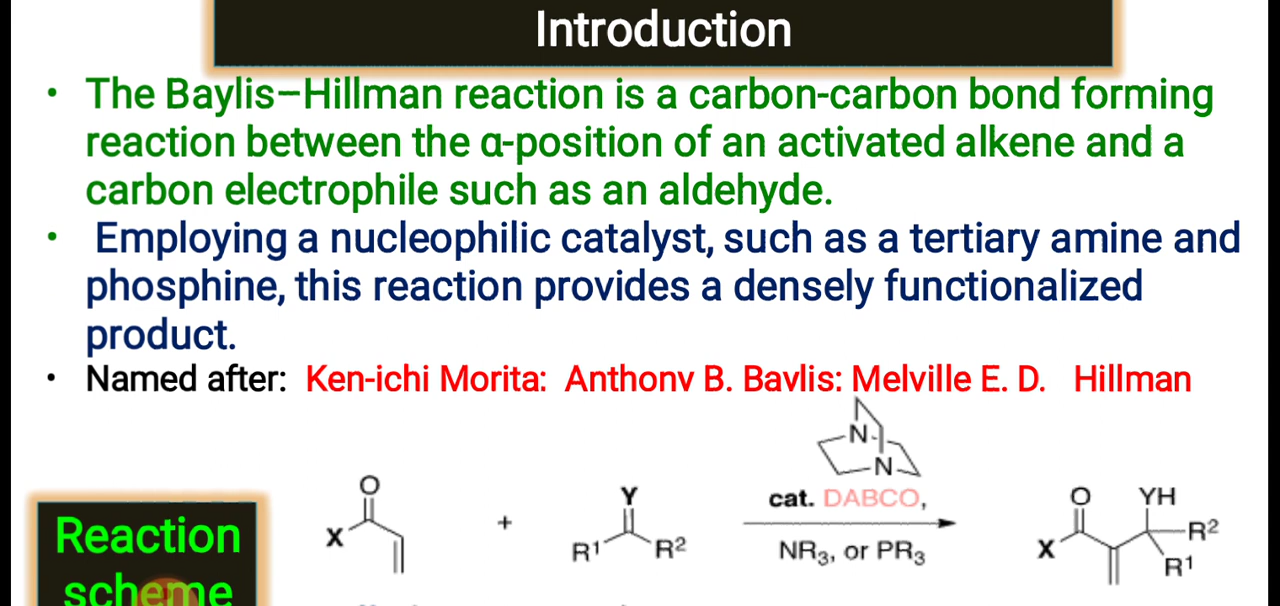 Introduction
• The Baylis–Hillman reaction is a carbon-carbon bond forming
reaction between the α-position of an activated alkene and a
carbon electrophile such as an aldehyde.
• Employing a nucleophilic catalyst, such as a tertiary amine and
phosphine, this reaction provides a densely functionalized
product.
• Named after: Ken-ichi Morita: Anthony B. Baylis: Melville E. D. Hillman
N
N
O
X
+
Y
R¹
R²
cat. DABCO,
NR₃, or PR₃
O
YH
X
R²
R¹
Reaction
scheme